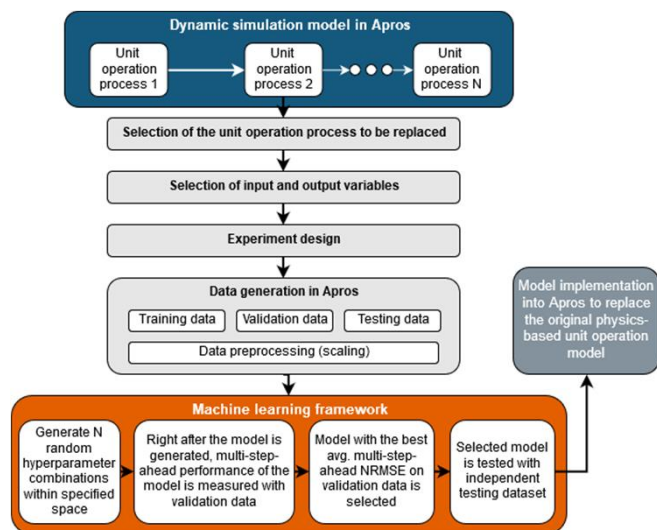 Dynamic simulation model in Apros
Unit
operation
process 1
Unit
operation
process 2
Unit
operation
process N
Selection of the unit operation process to be replaced
Selection of input and output variables
Experiment design
Data generation in Apros
Training data
Validation data
Testing data
Data preprocessing (scaling)
Model implementation
into Apros to replace
the original physics-
based unit operation
model
Machine learning framework
Generate N
random
hyperparameter
combinations
within specified
space
Right after the model is
generated, multi-step-
ahead performance of the
model is measured with
validation data
Model with the best
avg. multi-step-
ahead NRMSE on
validation data is
selected
Selected model
is tested with
independent
testing dataset